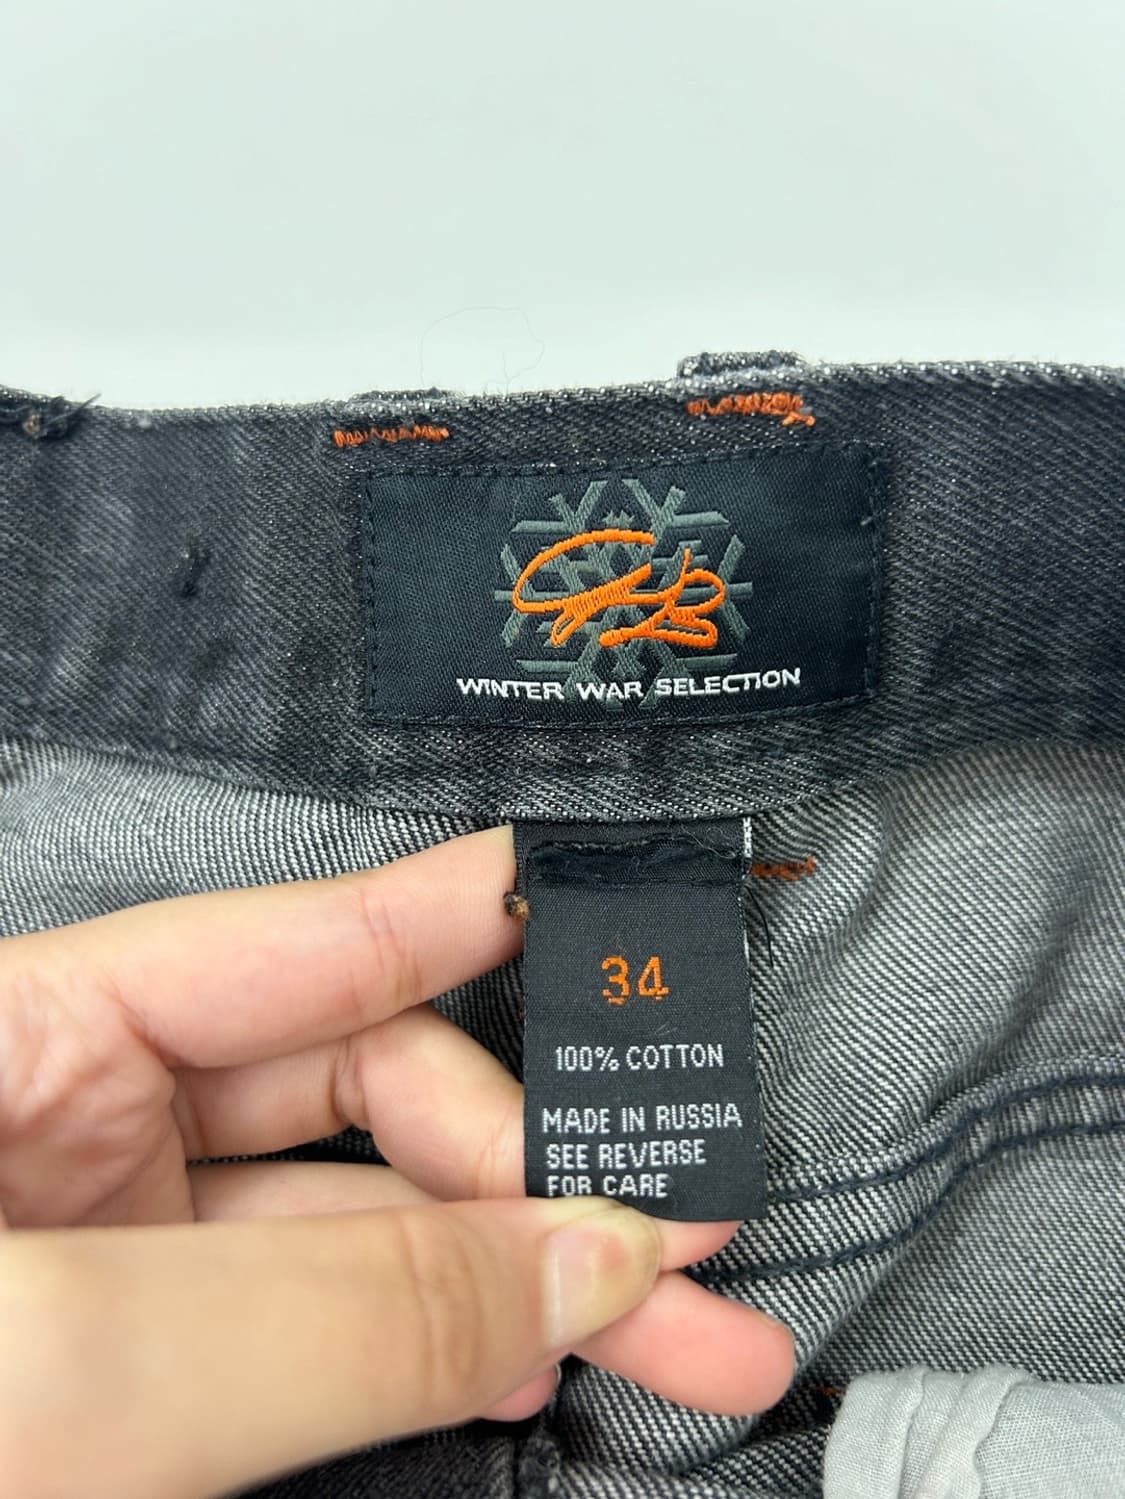 WINTER WAR SELECTION
34
100% COTTON
MADE IN RUSSIA
SEE REVERSE
FOR CARE